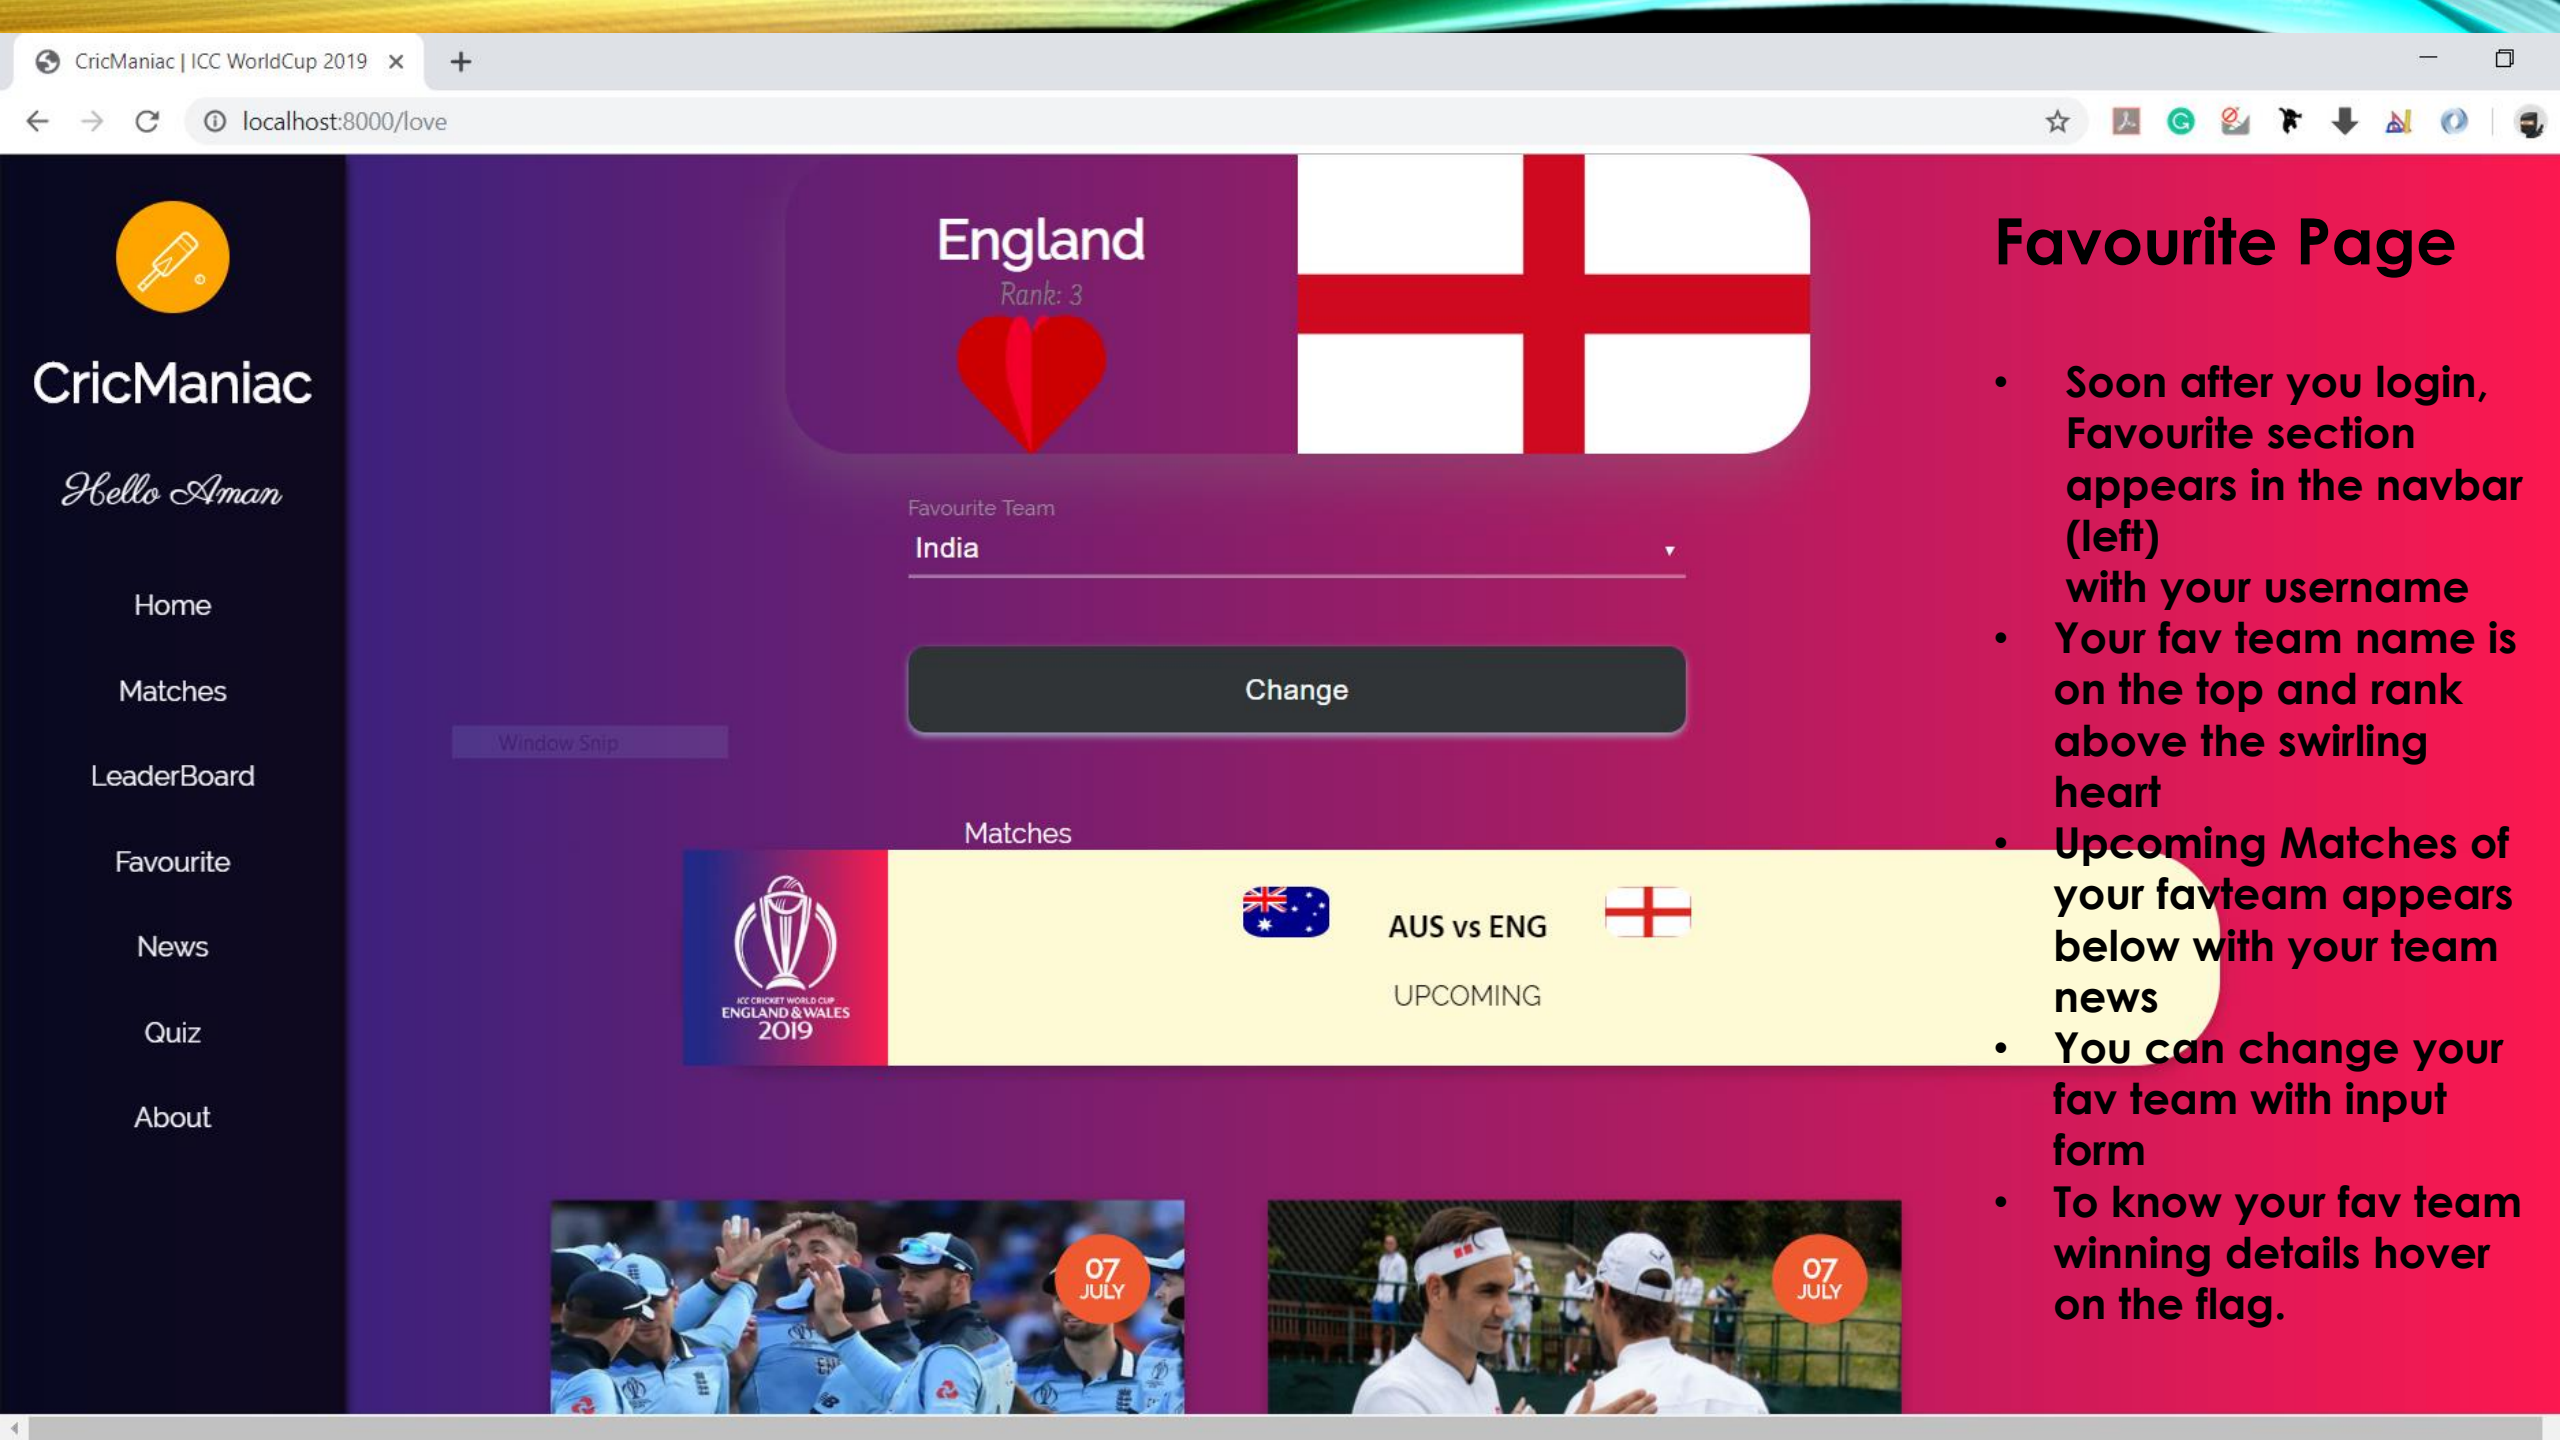 CricManiac | ICC WorldCup 2019
localhost:8000/love
CricManiac
Hello Aman
Home
Matches
LeaderBoard
Favourite
News
Quiz
About
England
Rank: 3
Favourite Team
India
Change
Window Snip
Matches
ICC CRICKET WORLD CUP
ENGLAND & WALES
2019
AUS vs ENG
UPCOMING
07
JULY
07
JULY
Favourite Page
• Soon after you login,
Favourite section
appears in the navbar
(left)
with your username
• Your fav team name is
on the top and rank
above the swirling
heart
• Upcoming Matches of
your favteam appears
below with your team
news
• You can change your
fav team with input
form
• To know your fav team
winning details hover
on the flag.